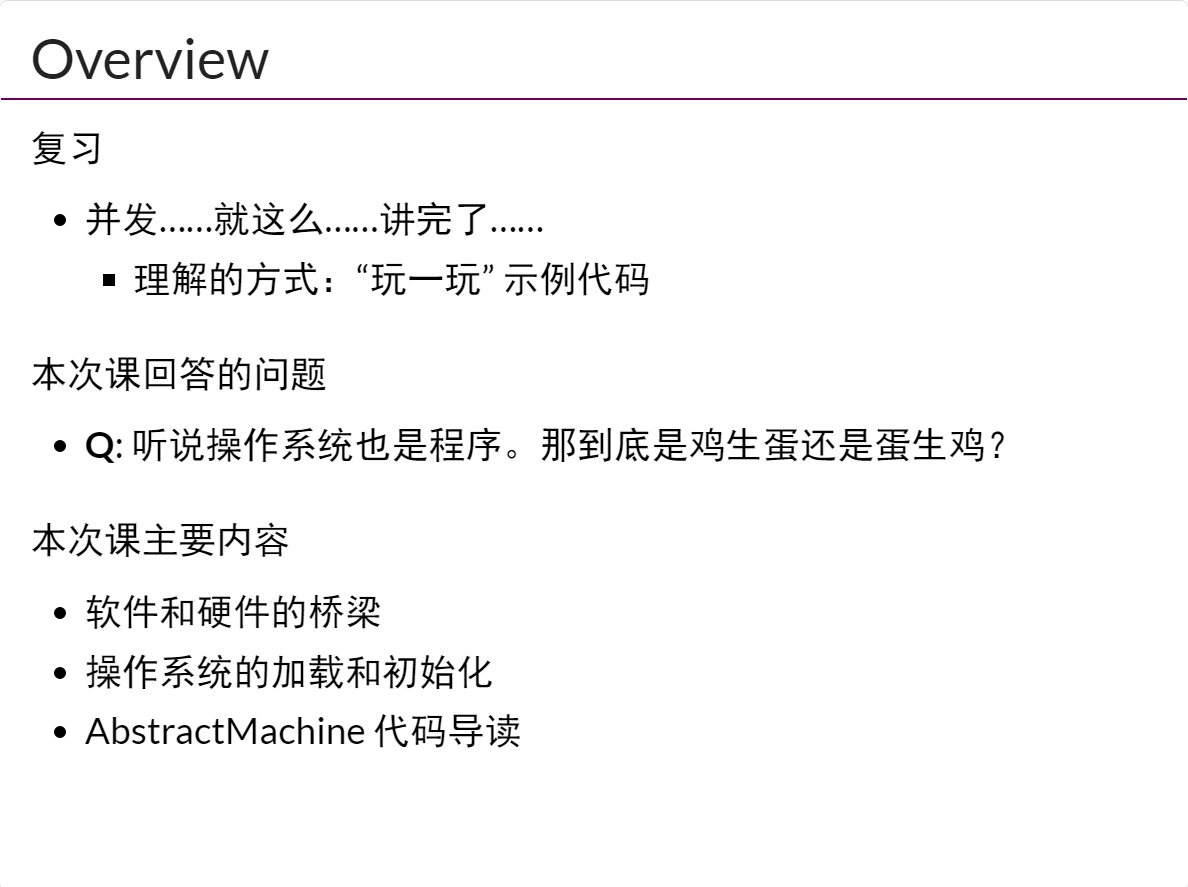 Overview
复习
并发……就这么……讲完了……
理解的方式：“玩一玩” 示例代码
本次课回答的问题
Q: 听说操作系统也是程序。那到底是鸡生蛋还是蛋生鸡？
本次课主要内容
软件和硬件的桥梁
操作系统的加载和初始化
AbstractMachine 代码导读